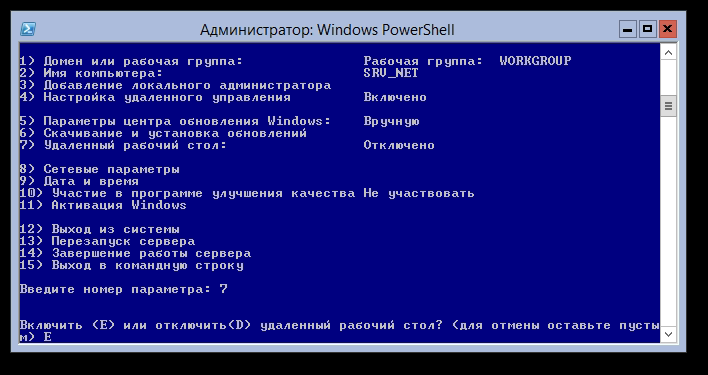 Администратор: Windows PowerShell
1) Домен или рабочая группа: Рабочая группа: WORKGROUP
2) Имя компьютера: SRV_NET
3) Добавление локального администратора
4) Настройка удаленного управления Включено
5) Параметры центра обновления Windows: Вручную
6) Скачивание и установка обновлений
7) Удаленный рабочий стол: Отключено
8) Сетевые параметры
9) Дата и время
10) Участие в программе улучшения качества Не участвовать
11) Активация Windows
12) Выход из системы
13) Перезапуск сервера
14) Завершение работы сервера
15) Выход в командную строку
Введите номер параметра: 7
Включить (E) или отключить(D) удаленный рабочий стол? (для отмены оставьте пусты
м) E